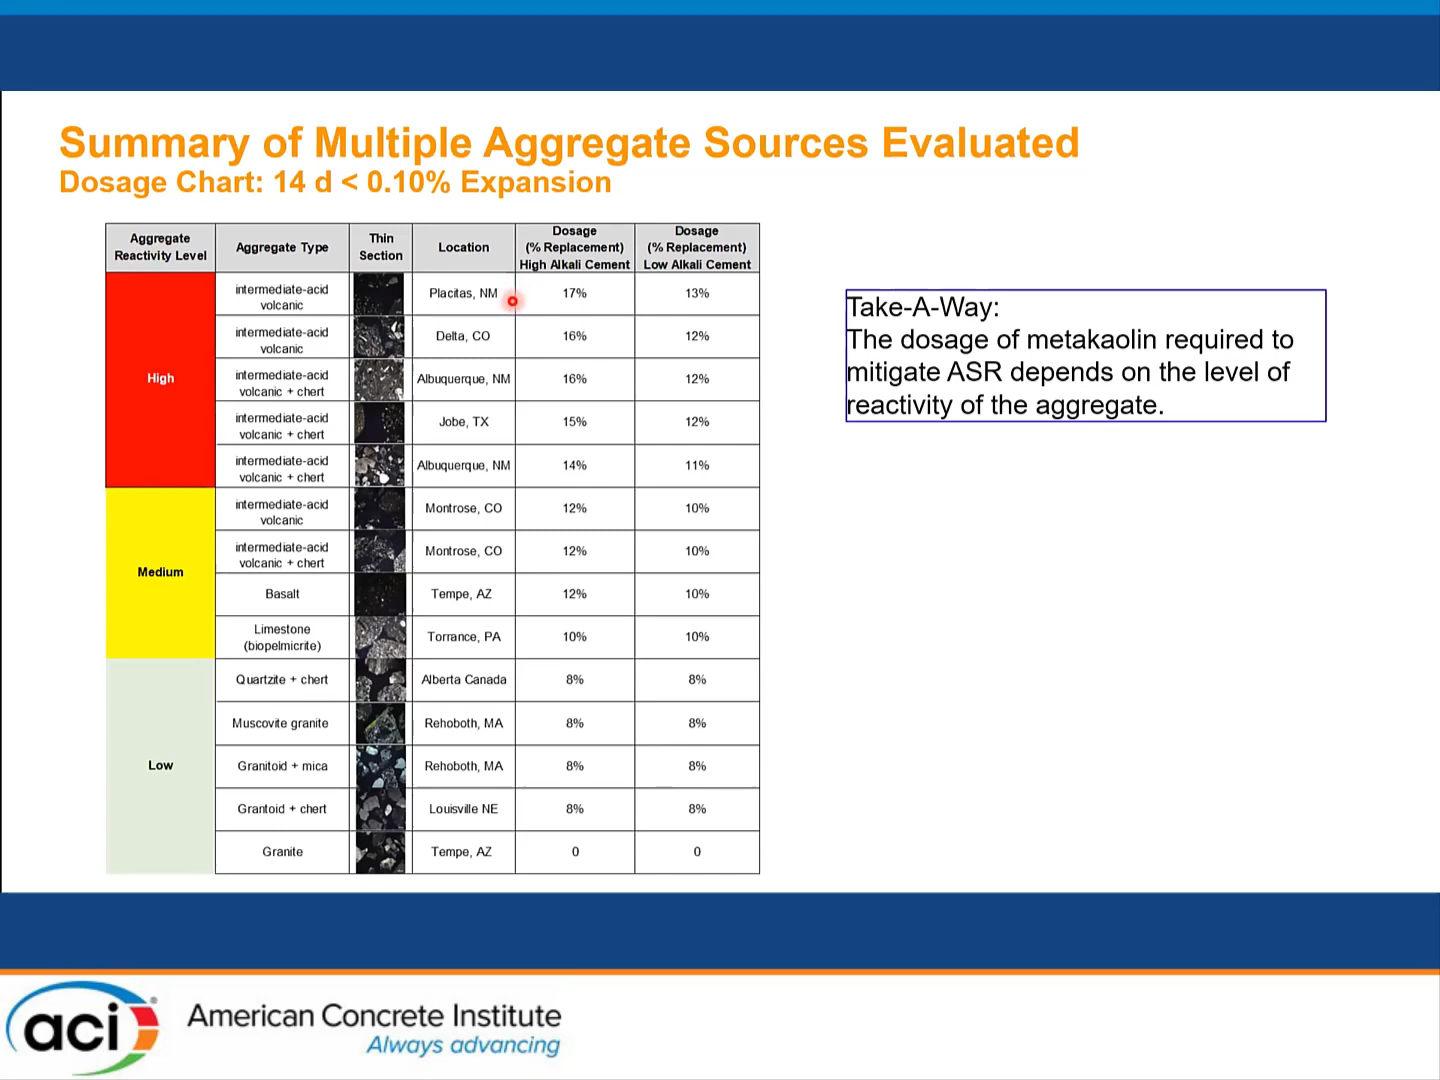 Summary of Multiple Aggregate Sources Evaluated
Dosage Chart: 14 d < 0.10% Expansion
Aggregate
Reactivity Level
Aggregate Type
Thin
Section
Location
Dosage
(% Replacement)
High Alkali Cement
Dosage
(% Replacement)
Low Alkali Cement
High
intermediate-acid
volcanic
Placitas, NM
17%
13%
intermediate-acid
volcanic
Delta, CO
16%
12%
intermediate-acid
volcanic + chert
Albuquerque, NM
16%
12%
intermediate-acid
volcanic + chert
Jobe, TX
15%
12%
intermediate-acid
volcanic + chert
Albuquerque, NM
14%
11%
Medium
intermediate-acid
volcanic
Montrose, CO
12%
10%
intermediate-acid
volcanic + chert
Montrose, CO
12%
10%
Basalt
Tempe, AZ
12%
10%
Limestone
(biopelmicrite)
Torrance, PA
10%
10%
Low
Quartzite + chert
Alberta Canada
8%
8%
Muscovite granite
Rehoboth, MA
8%
8%
Granitoid + mica
Rehoboth, MA
8%
8%
Grantoid + chert
Louisville NE
8%
8%
Granite
Tempe, AZ
0
0
Take-A-Way:
The dosage of metakaolin required to
mitigate ASR depends on the level of
reactivity of the aggregate.
aci
American Concrete Institute
Always advancing